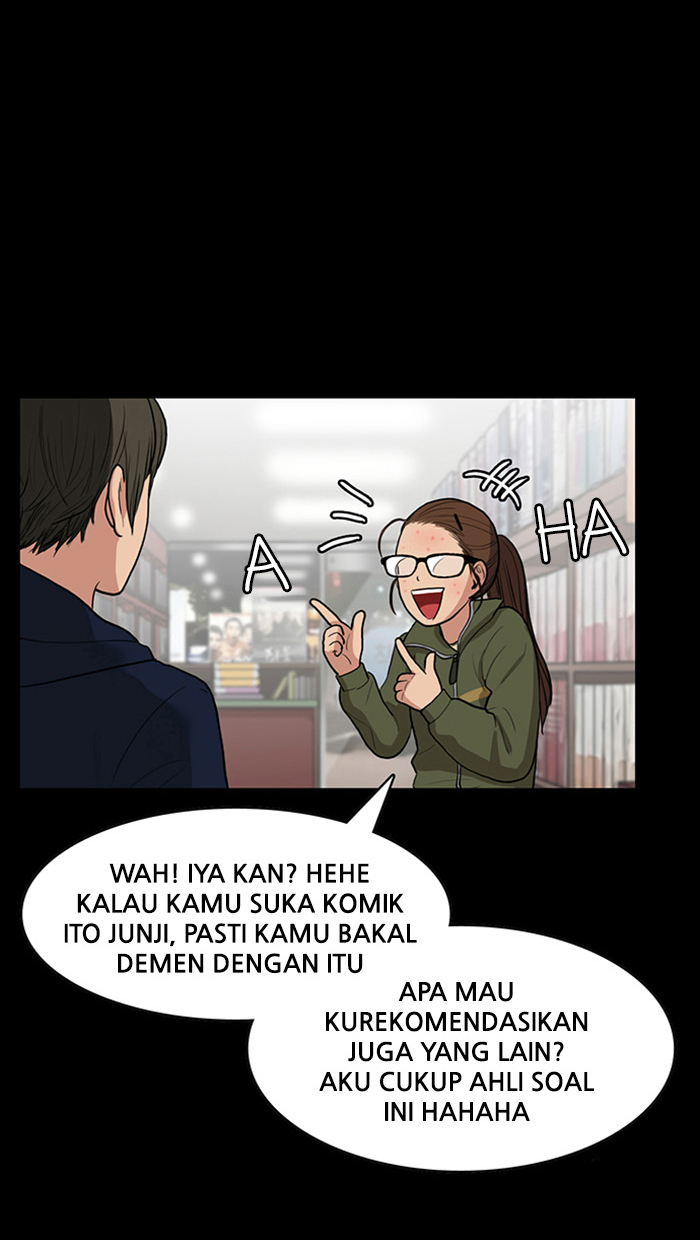 A
HA
WAH! IYA KAN? HEHE
KALAU KAMU SUKA KOMIK
ITO JUNJI, PASTI KAMU BAKAL
DEMEN DENGAN ITU
APA MAU
KUREKOMENDASIKAN
JUGA YANG LAIN?
AKU CUKUP AHLI SOAL
INI HAHAHA